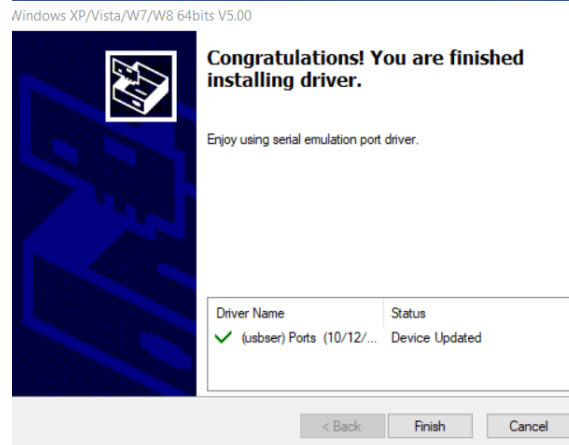 Windows XP/Vista/W7/W8 64bits V5.00
Congratulations! You are finished
installing driver.
Enjoy using serial emulation port driver.
Driver Name Status
(usbser) Ports (10/12/... Device Updated
< Back Finish Cancel